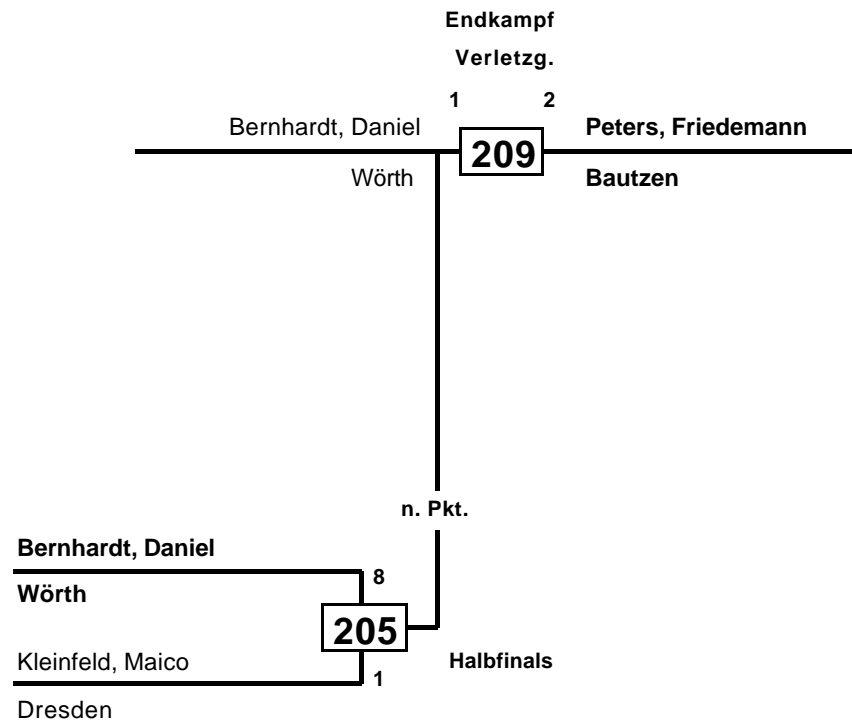 Endkampf
Verletzg.
1 2
Bernhardt, Daniel
209
Peters, Friedemann
Wörth
Bautzen
n. Pkt.
Bernhardt, Daniel
8
Wörth
205
Kleinfeld, Maico
Halbfinals
1
Dresden